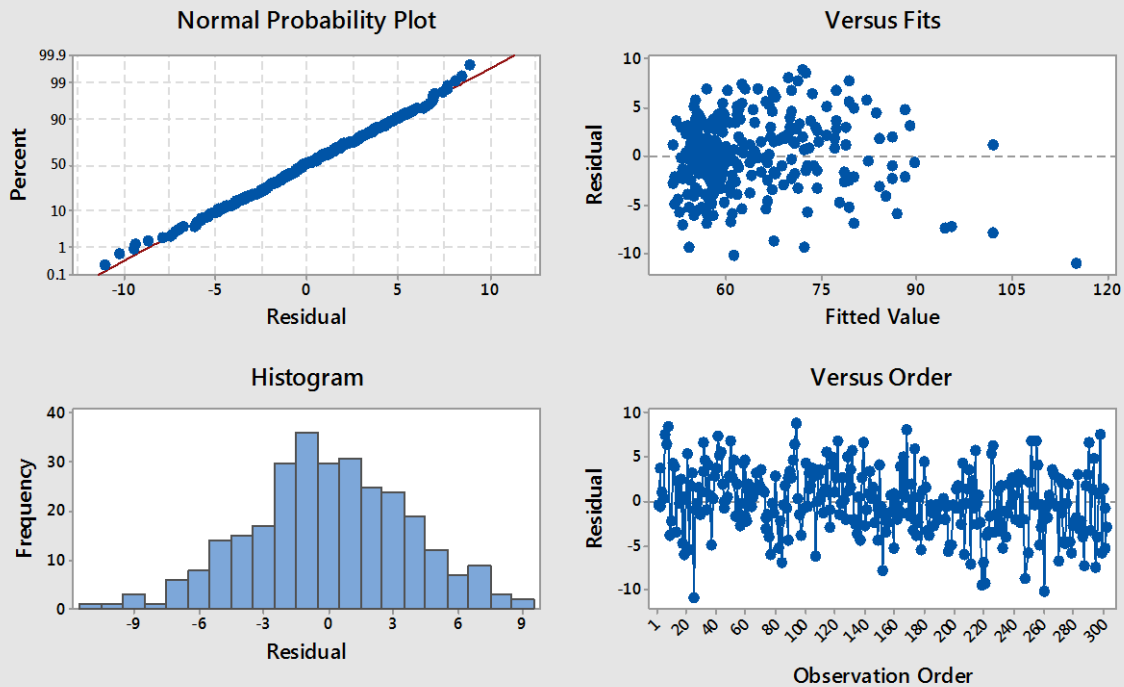 Normal Probability Plot
99.9
99
90
50
10
1
0.1
Percent
-10 -5 0 5 10
Residual
Versus Fits
10
5
0
-5
-10
Residual
60 75 90 105 120
Fitted Value
Histogram
40
30
20
10
0
Frequency
-9 -6 -3 0 3 6 9
Residual
Versus Order
10
5
0
-5
-10
Residual
1 20 40 60 80 100 120 140 160 180 200 220 240 260 280 300
Observation Order